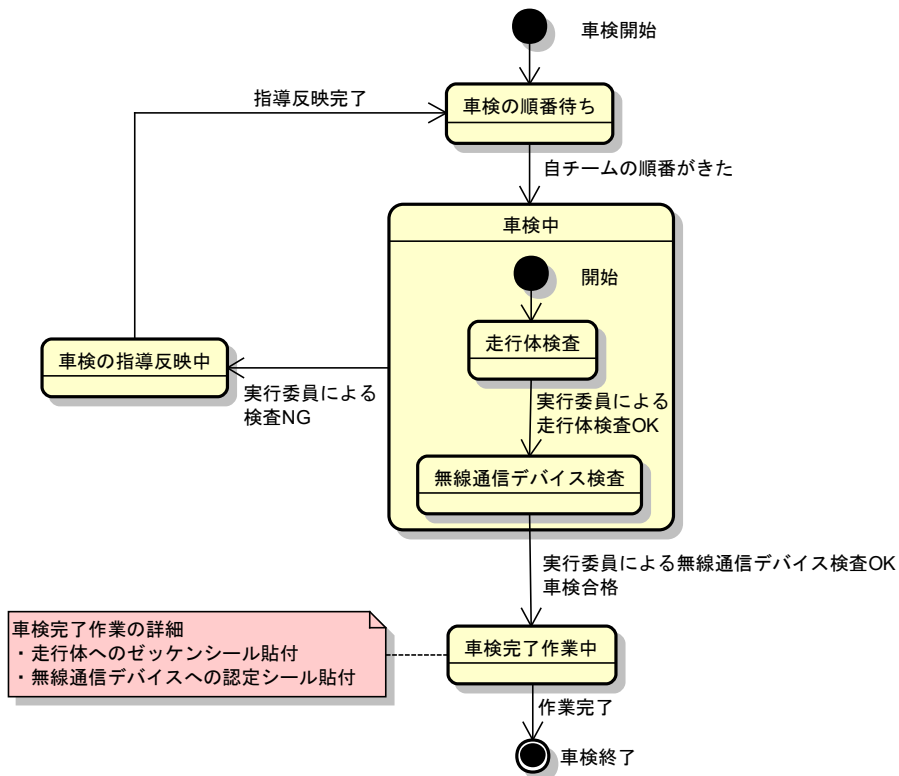 車検開始
指導反映完了
車検の順番待ち
自チームの順番がきた
車検中
開始
走行体検査
車検の指導反映中
実行委員による
検査NG
実行委員による
走行体検査OK
無線通信デバイス検査
実行委員による無線通信デバイス検査OK
車検合格
車検完了作業の詳細
・走行体へのゼッケンシール貼付
・無線通信デバイスへの認定シール貼付
車検完了作業中
作業完了
車検終了